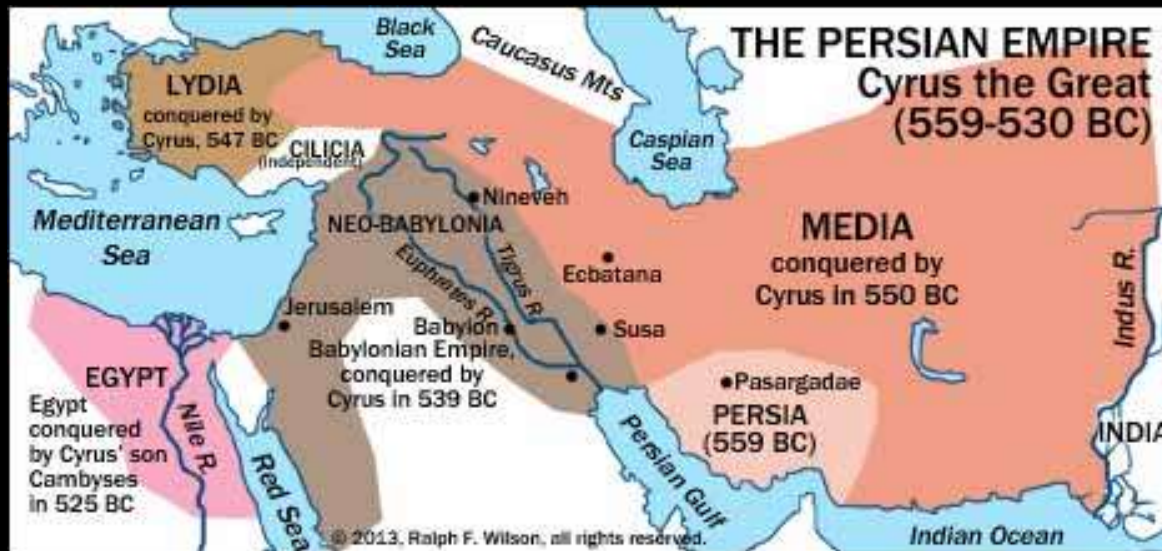 THE PERSIAN EMPIRE
Cyrus the Great
(559-530 BC)
Black
Sea
Caucasus Mts
Caspian
Sea
LYDIA
conquered by
Cyrus, 547 BC
CILICIA
(independent)
Mediterranean
Sea
NEO-BABYLONIA
Nineveh
Tigrus R.
Euphrates R.
Ecbatana
MEDIA
conquered by
Cyrus in 550 BC
Indus R.
Jerusalem
Babylon
Susa
Babylonian Empire,
conquered by
Cyrus in 539 BC
EGYPT
Egypt
conquered
by Cyrus' son
Cambyses
in 525 BC
Nile R.
Red Sea
Pasargadae
PERSIA
(559 BC)
Persian Gulf
INDIA
Indian Ocean
© 2013, Ralph F. Wilson, all rights reserved.